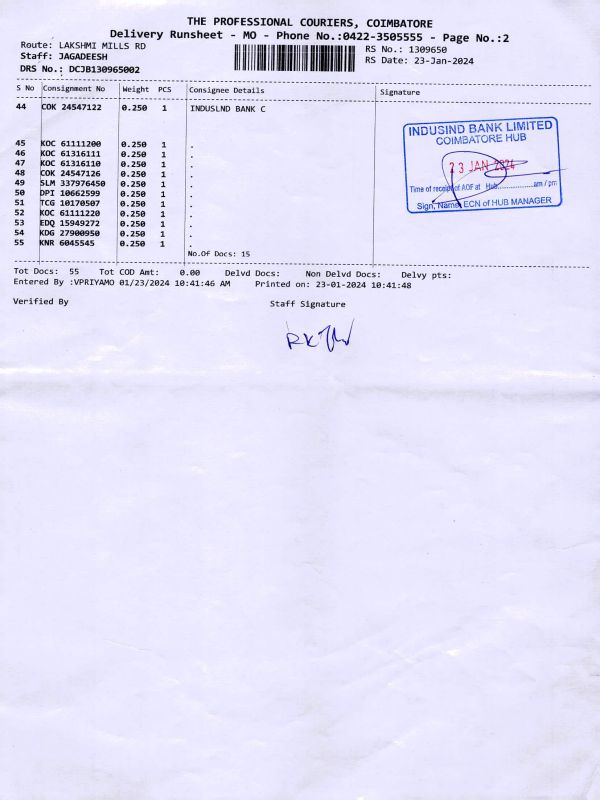 THE PROFESSIONAL COURIERS, COIMBATORE
Delivery Runsheet - MO - Phone No.:0422-3505555 - Page No.:2
Route: LAKSHMI MILLS RD
RS No.: 1309650
Staff: JAGADEESH
RS Date: 23-Jan-2024
DRS No.: DCJB130965002
S No Consignment No Weight PCS Consignee Details Signature
44 COK 24547122 0.250 1 INDUSLND BANK C
45 KOC 61111200 0.250 1 .
46 KOC 61316111 0.250 1 .
47 KOC 61316110 0.250 1 .
48 COK 24547126 0.250 1 .
49 SLM 337976450 0.250 1 .
50 DPI 10662599 0.250 1 .
51 TCG 10170507 0.250 1 .
52 KOC 61111220 0.250 1 .
53 EDQ 15949272 0.250 1 .
54 KDG 27900950 0.250 1 .
55 KNR 6045545 0.250 1 .
No.Of Docs: 15
INDUSIND BANK LIMITED
COIMBATORE HUB
23 JAN 2024
Time of receipt of AOF at Hub....................am / pm
Sign, Name, ECN of HUB MANAGER
Tot Docs: 55 Tot COD Amt: 0.00 Delvd Docs: Non Delvd Docs: Delvy pts:
Entered By :VPRIYAMO 01/23/2024 10:41:46 AM Printed on: 23-01-2024 10:41:48
Verified By Staff Signature